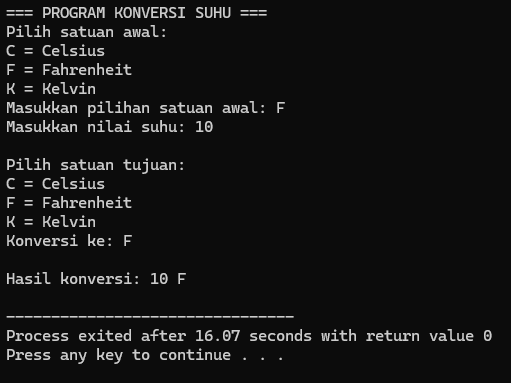 === PROGRAM KONVERSI SUHU ===
Pilih satuan awal:
C = Celsius
F = Fahrenheit
K = Kelvin
Masukkan pilihan satuan awal: F
Masukkan nilai suhu: 10
Pilih satuan tujuan:
C = Celsius
F = Fahrenheit
K = Kelvin
Konversi ke: F
Hasil konversi: 10 F
--------------------------------
Process exited after 16.07 seconds with return value 0
Press any key to continue . . .